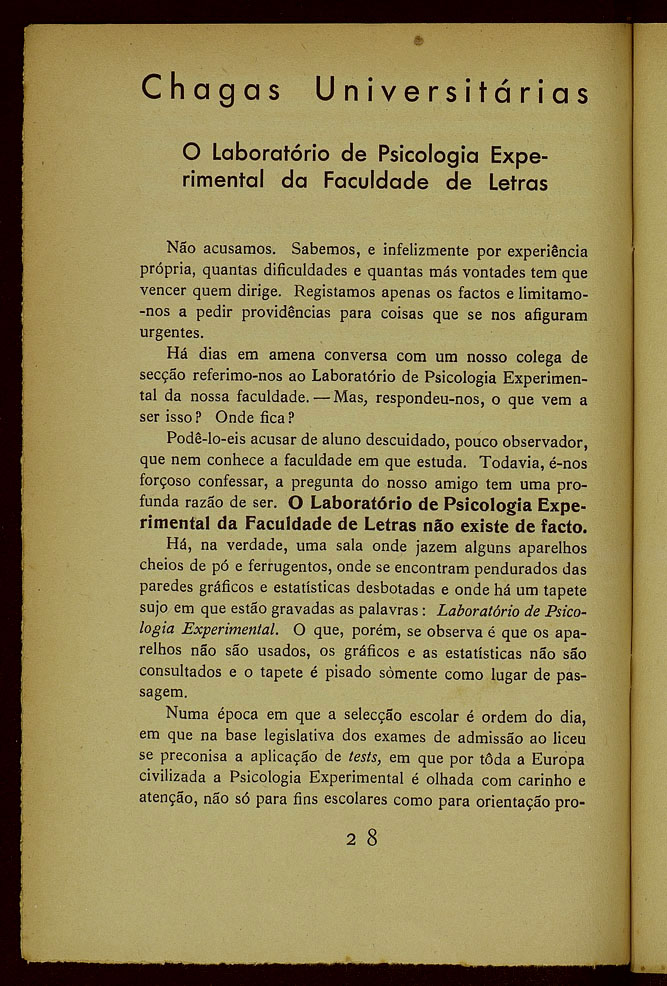 Chagas Universitárias
O Laboratório de Psicologia Expe-
rimental da Faculdade de Letras
Não acusamos. Sabemos, e infelizmente por experiência
própria, quantas dificuldades e quantas más vontades tem que
vencer quem dirige. Registamos apenas os factos e limitamo-
-nos a pedir providências para coisas que se nos afiguram
urgentes.
Há dias em amena conversa com um nosso colega de
secção referimo-nos ao Laboratório de Psicologia Experimen-
tal da nossa faculdade. — Mas, respondeu-nos, o que vem a
ser isso? Onde fica?
Podê-lo-eis acusar de aluno descuidado, pouco observador,
que nem conhece a faculdade em que estuda. Todavia, é-nos
forçoso confessar, a pregunta do nosso amigo tem uma pro-
funda razão de ser. O Laboratório de Psicologia Expe-
rimental da Faculdade de Letras não existe de facto.
Há, na verdade, uma sala onde jazem alguns aparelhos
cheios de pó e ferrugentos, onde se encontram pendurados das
paredes gráficos e estatísticas desbotadas e onde há um tapete
sujo em que estão gravadas as palavras: Laboratório de Psico-
logia Experimental. O que, porém, se observa é que os apa-
relhos não são usados, os gráficos e as estatísticas não são
consultados e o tapete é pisado sòmente como lugar de pas-
sagem.
Numa época em que a selecção escolar é ordem do dia,
em que na base legislativa dos exames de admissão ao liceu
se preconisa a aplicação de tests, em que por tôda a Europa
civilizada a Psicologia Experimental é olhada com carinho e
atenção, não só para fins escolares como para orientação pro-
2 8